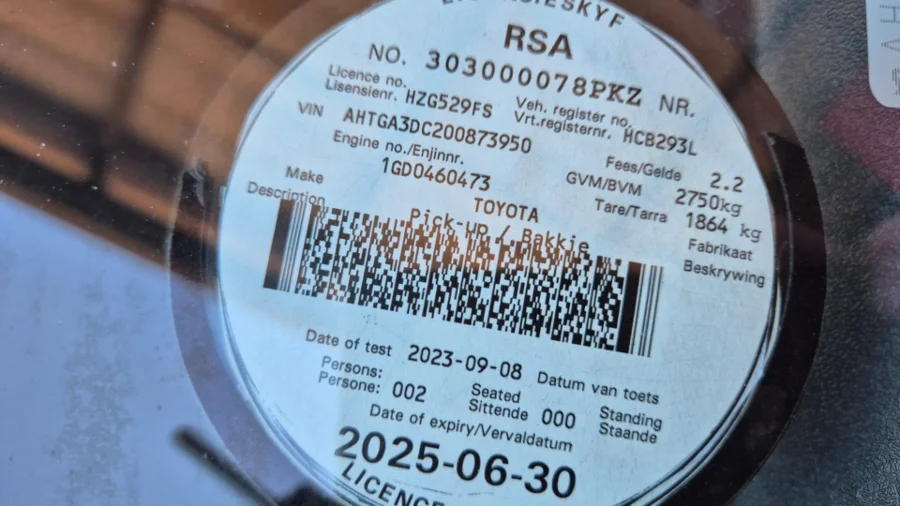 RSA
NO. 303000078PKZ NR.
Licence no. Veh. register no.
Lisensienr. HZG529FS Vrt.registernr. HCB293L
VIN AHTGA3DC200873950 Fees/Gelde 2.2
Engine no./Enjinnr. GVM/BVM 2750kg
1GD0460473 Tare/Tarra 1864 kg
Make TOYOTA Fabrikaat
Description Pick-up / Bakkie Beskrywing
Date of test 2023-09-08 Datum van toets
Persons: Seated Standing
Persone: 002 Sittende 000 Staande
Date of expiry/Vervaldatum
2025-06-30